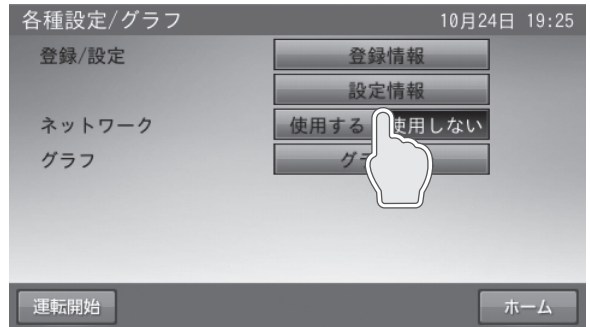 各種設定/グラフ 10月24日 19:25
登録/設定 登録情報
設定情報
ネットワーク 使用する 使用しない
グラフ グラ
運転開始 ホーム